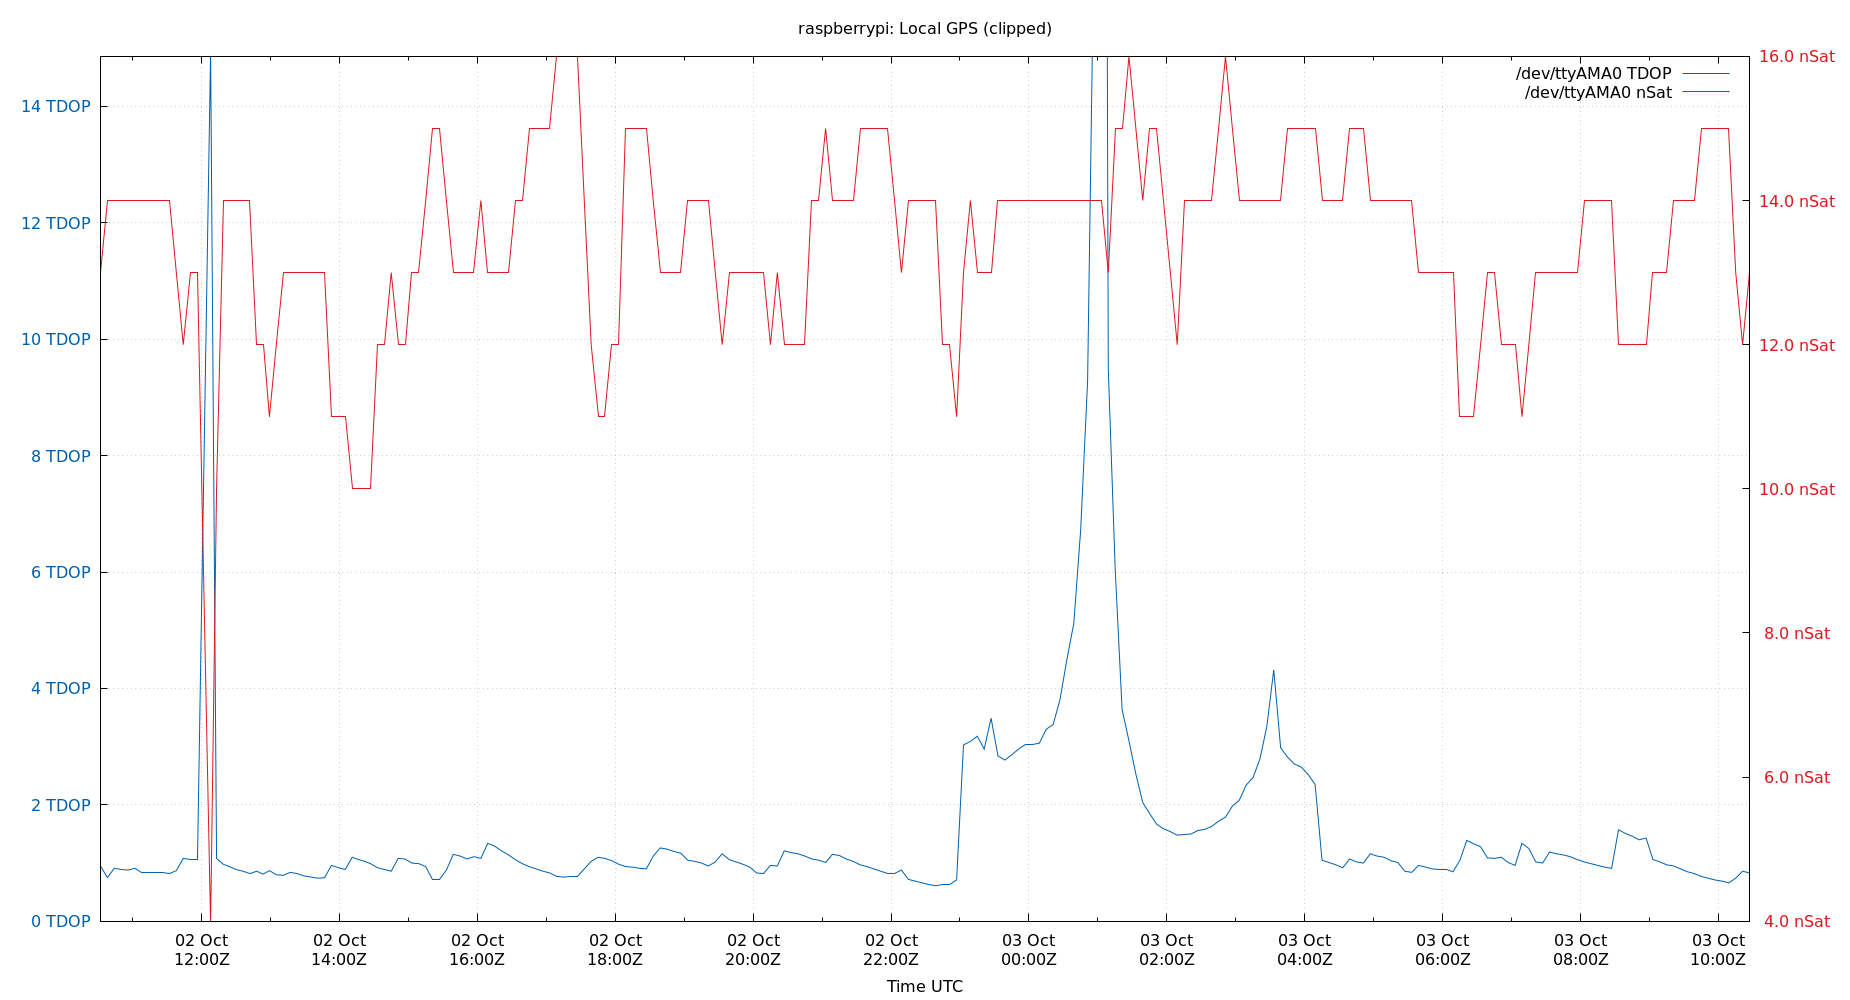 raspberrypi: Local GPS (clipped)
/dev/ttyAMA0 TDOP
/dev/ttyAMA0 nSat
14 TDOP
12 TDOP
10 TDOP
8 TDOP
6 TDOP
4 TDOP
2 TDOP
0 TDOP
16.0 nSat
14.0 nSat
12.0 nSat
10.0 nSat
8.0 nSat
6.0 nSat
4.0 nSat
02 Oct 02 Oct 02 Oct 02 Oct 02 Oct 02 Oct 03 Oct 03 Oct 03 Oct 03 Oct 03 Oct 03 Oct
12:00Z 14:00Z 16:00Z 18:00Z 20:00Z 22:00Z 00:00Z 02:00Z 04:00Z 06:00Z 08:00Z 10:00Z
Time UTC